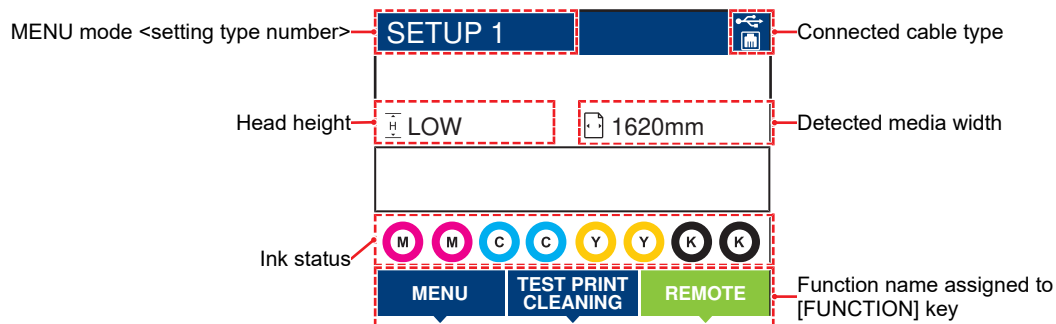 MENU mode <setting type number>
SETUP 1
Connected cable type
Head height
H
LOW
1620mm
Detected media width
Ink status
M M C C Y Y K K
MENU
TEST PRINT
CLEANING
REMOTE
Function name assigned to
[FUNCTION] key